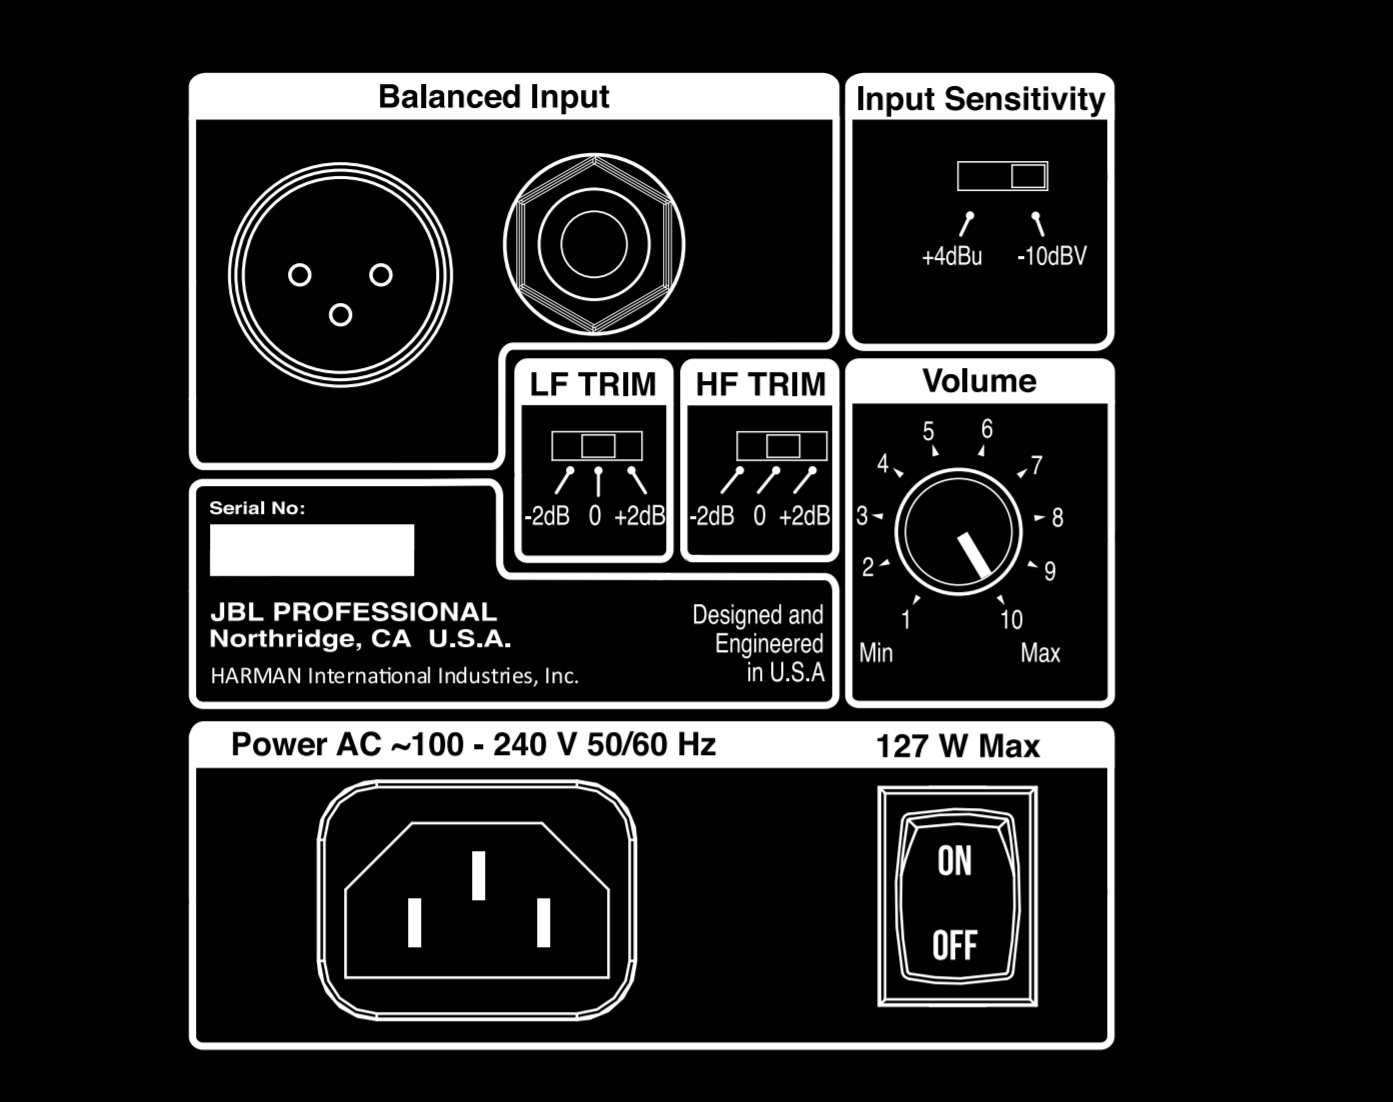 Balanced Input
Input Sensitivity
+4dBu -10dBV
LF TRIM
-2dB 0 +2dB
HF TRIM
-2dB 0 +2dB
Volume
5 6
4 7
3 8
2 9
1 10
Min Max
Serial No:
JBL PROFESSIONAL
Northridge, CA U.S.A.
HARMAN International Industries, Inc.
Designed and
Engineered
in U.S.A
Power AC ~100 - 240 V 50/60 Hz
127 W Max
ON
OFF